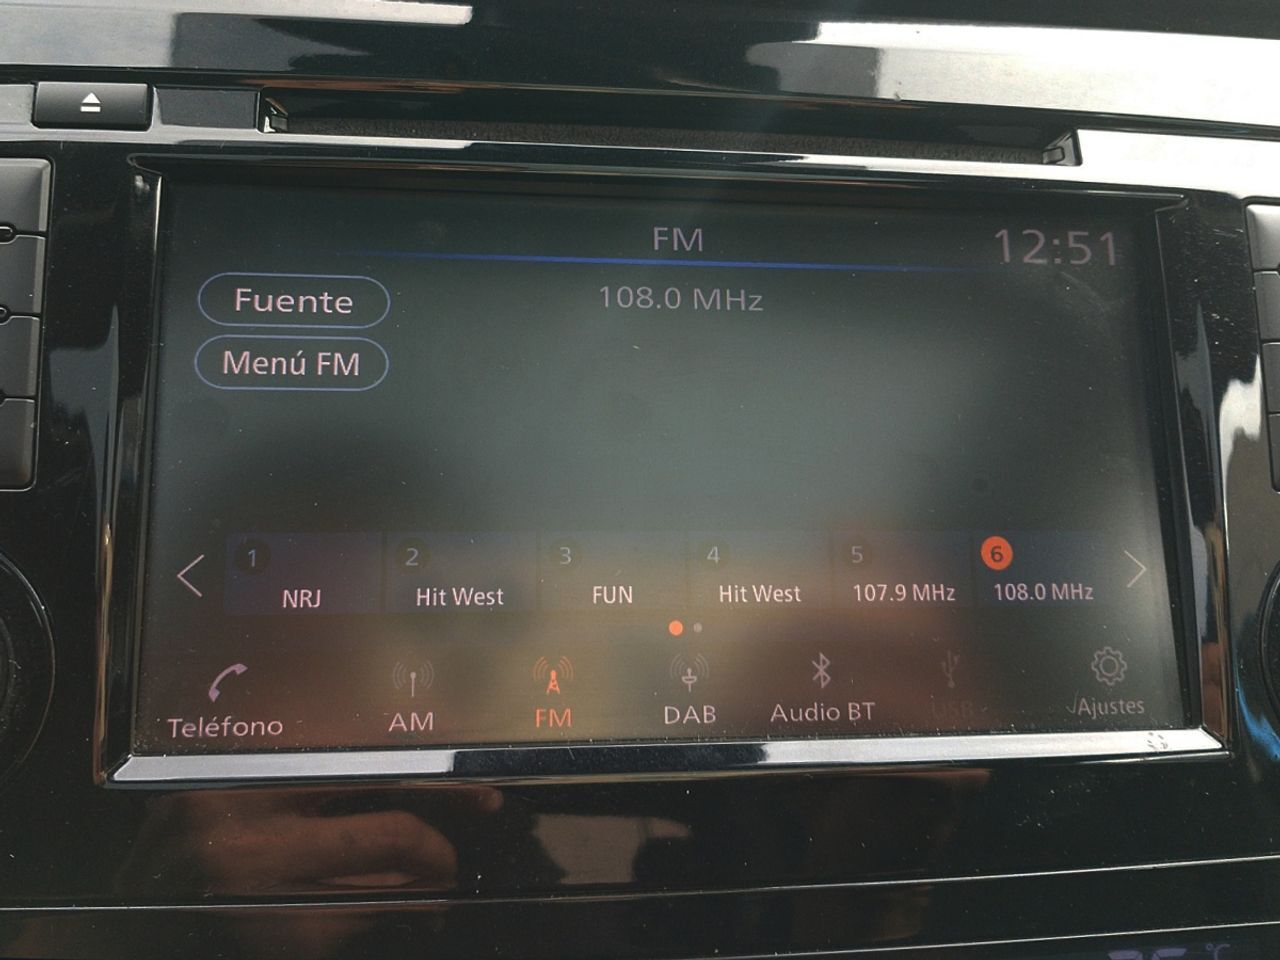 FM
12:51
Fuente
108.0 MHz
Menú FM
1
2
3
4
5
6
NRJ
Hit West
FUN
Hit West
107.9 MHz
108.0 MHz
Teléfono
AM
FM
DAB
Audio BT
USB
Ajustes
°C